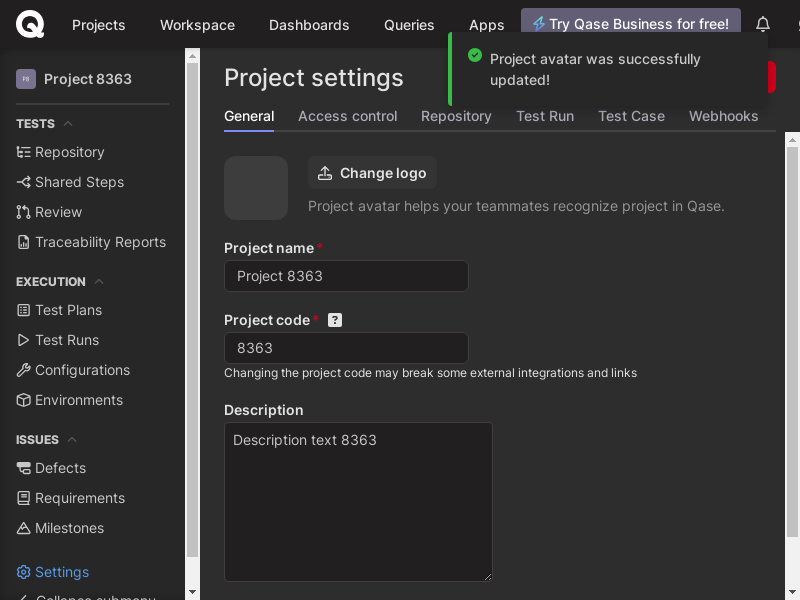 Projects
Workspace
Dashboards
Queries
Apps
Try Qase Business for free!
Project avatar was successfully
updated!
Project 8363
TESTS
Repository
Shared Steps
Review
Traceability Reports
EXECUTION
Test Plans
Test Runs
Configurations
Environments
ISSUES
Defects
Requirements
Milestones
Settings
Collapse submenu
Project settings
General
Access control
Repository
Test Run
Test Case
Webhooks
Change logo
Project avatar helps your teammates recognize project in Qase.
Project name *
Project 8363
Project code * ?
8363
Changing the project code may break some external integrations and links
Description
Description text 8363